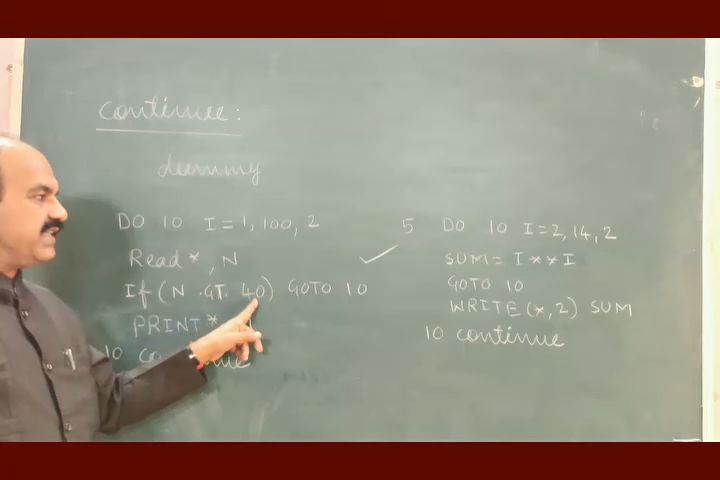 continue:
dummy
DO 10 I = 1, 100, 2
Read *, N
If (N .GT. 40) GOTO 10
PRINT *
10
5 DO 10 I = 2, 14, 2
SUM = I * * I
GOTO 10
WRITE (*, 2) SUM
10 continue